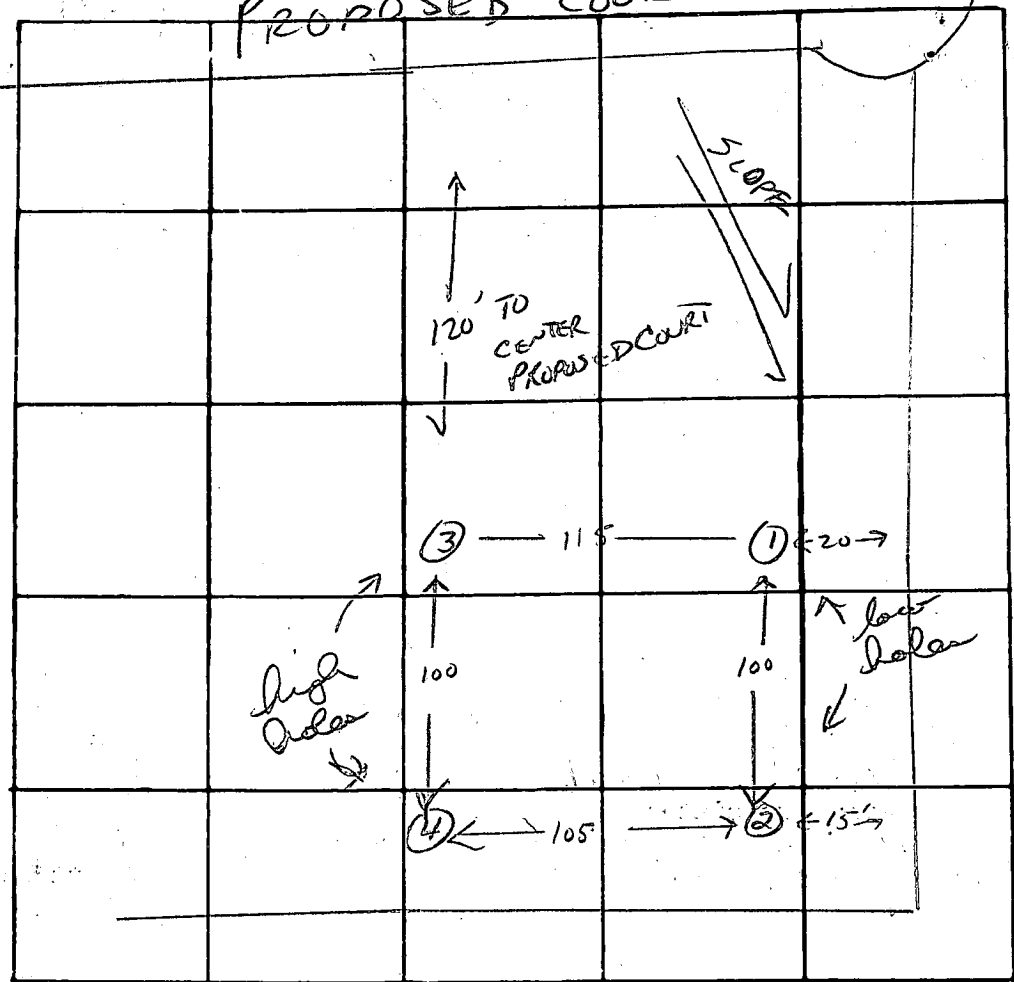 PROPOSED COURT
SLOPE
120' TO
CENTER
PROPOSED COURT
3 115 1 20
high
holes
100
100
low
holes
4 105 2 15'